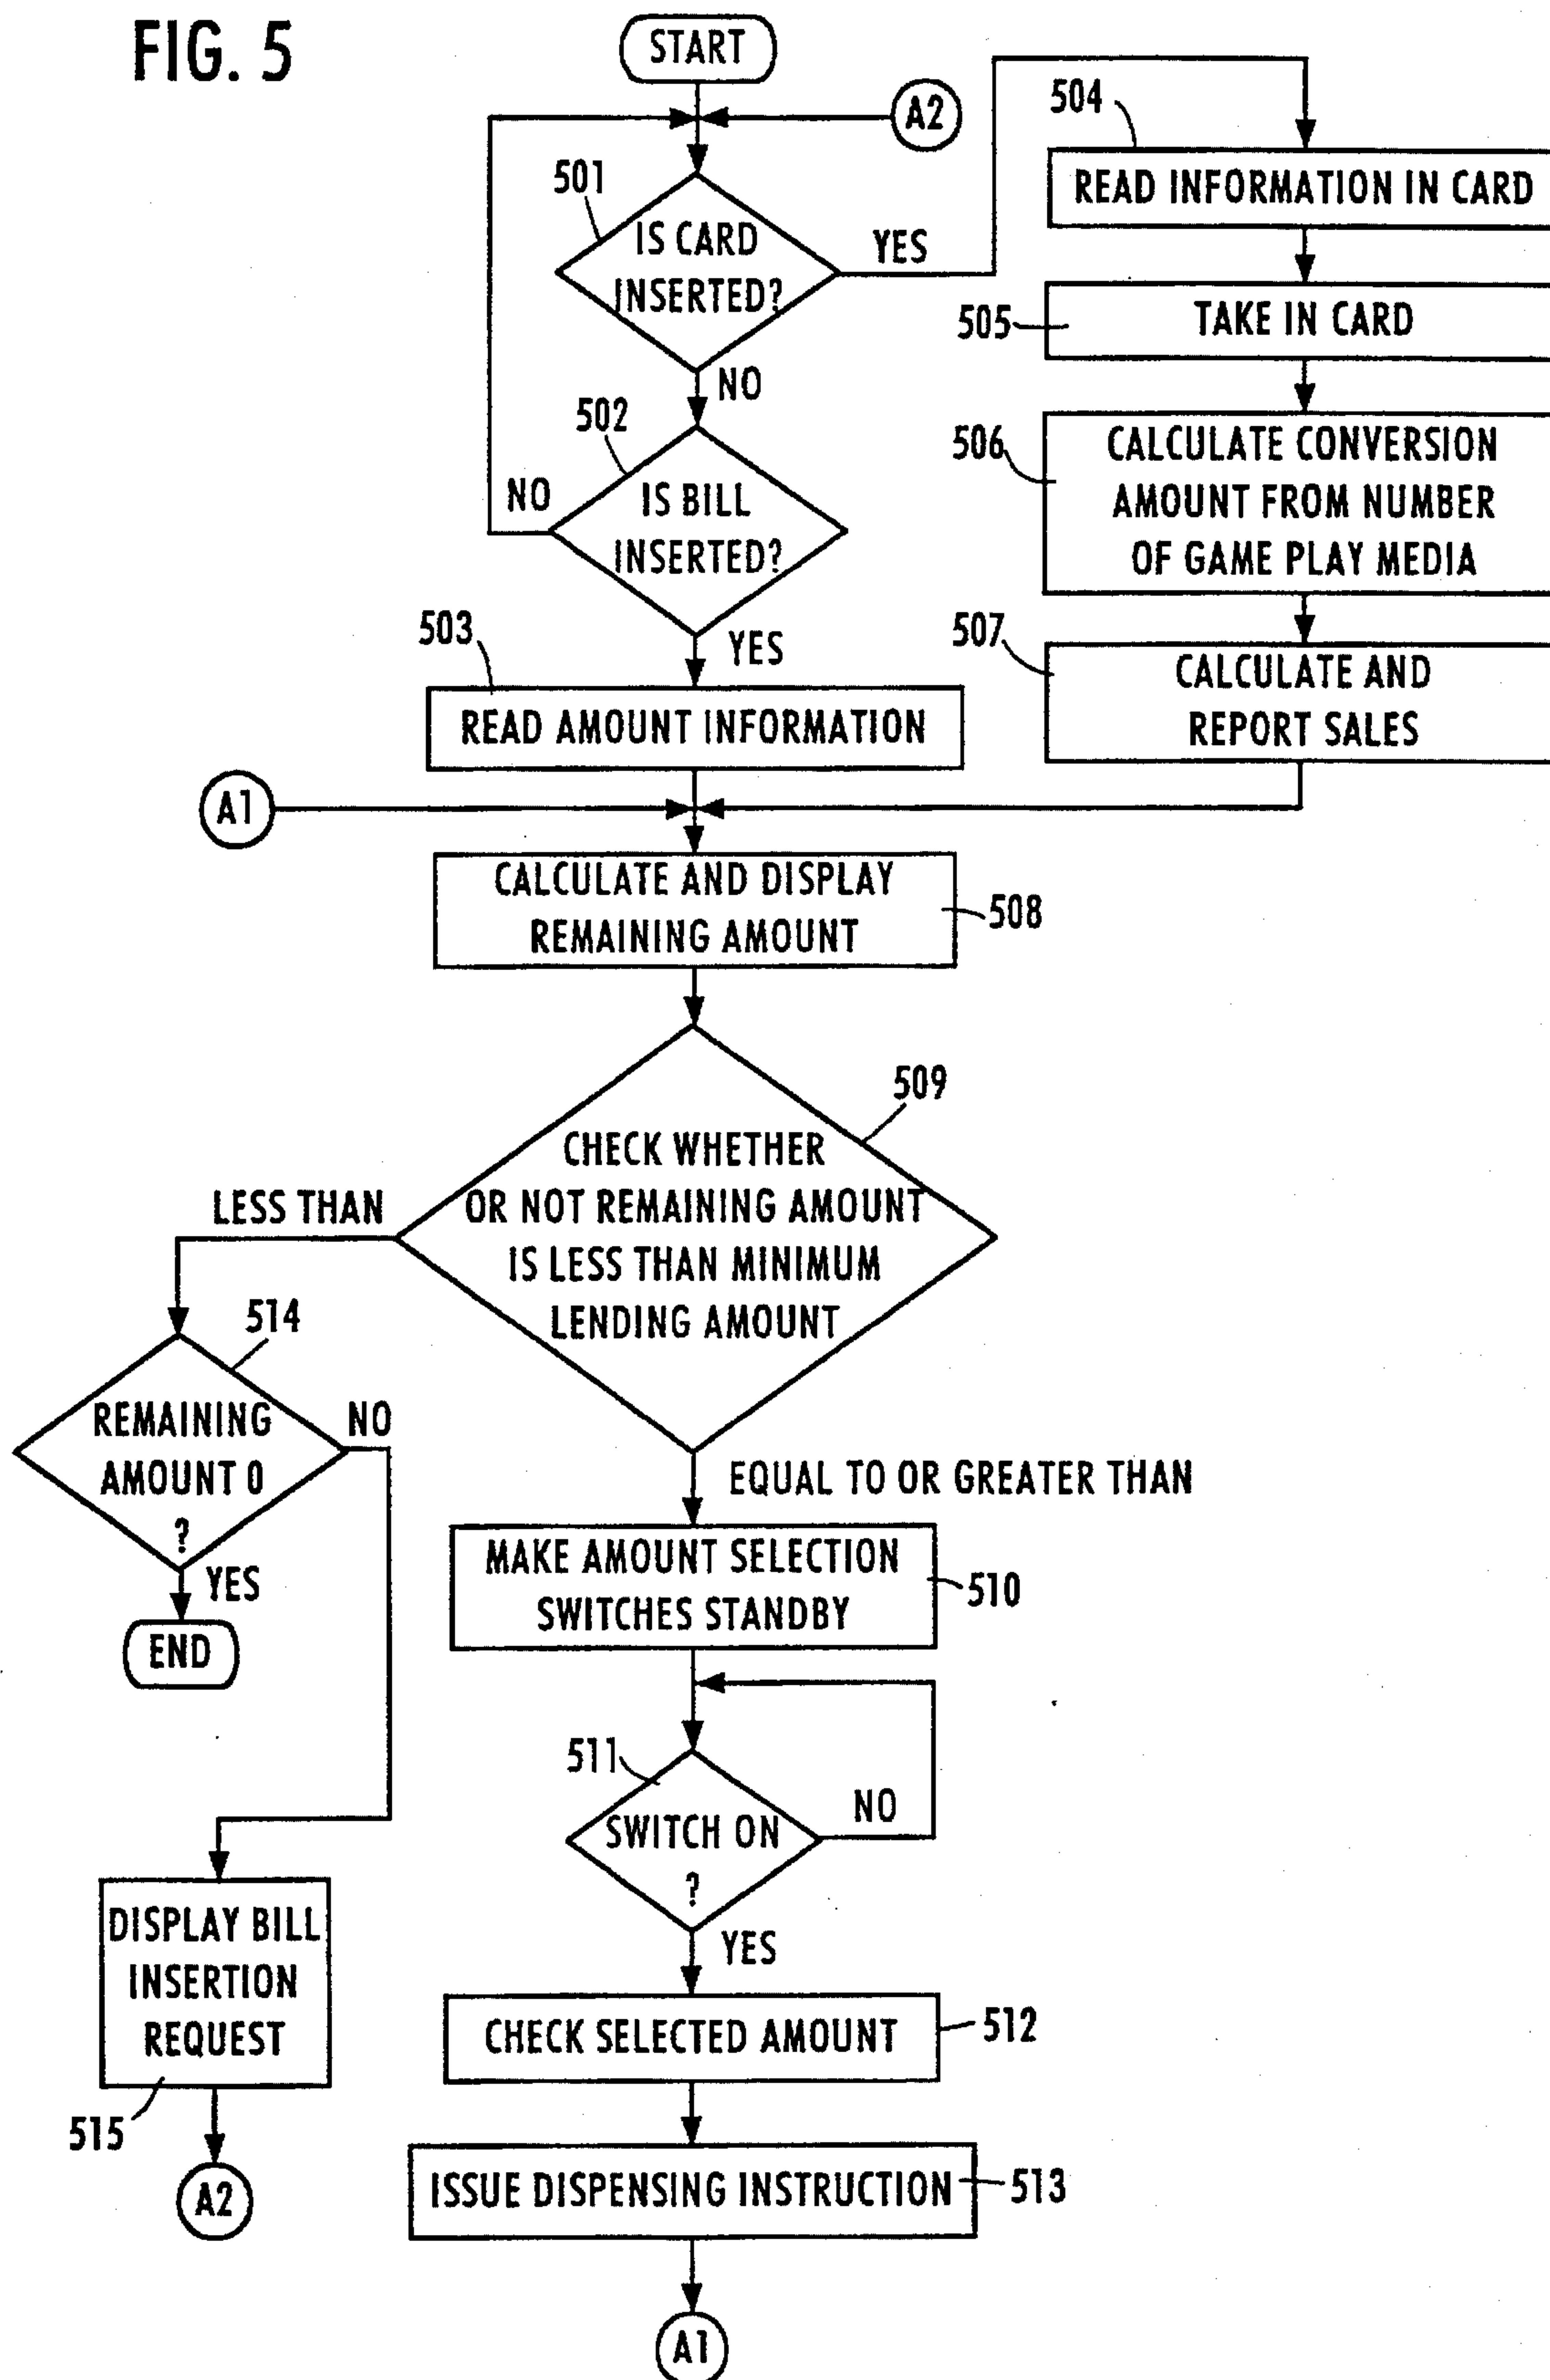 FIG. 5
START
A2
501
IS CARD
INSERTED?
YES
NO
504
READ INFORMATION IN CARD
505
TAKE IN CARD
506
CALCULATE CONVERSION
AMOUNT FROM NUMBER
OF GAME PLAY MEDIA
507
CALCULATE AND
REPORT SALES
502
IS BILL
INSERTED?
NO
YES
503
READ AMOUNT INFORMATION
A1
CALCULATE AND DISPLAY
REMAINING AMOUNT
508
509
CHECK WHETHER
OR NOT REMAINING AMOUNT
IS LESS THAN MINIMUM
LENDING AMOUNT
LESS THAN
EQUAL TO OR GREATER THAN
514
REMAINING
AMOUNT 0
?
NO
YES
END
MAKE AMOUNT SELECTION
SWITCHES STANDBY
510
511
SWITCH ON
?
NO
YES
DISPLAY BILL
INSERTION
REQUEST
515
A2
CHECK SELECTED AMOUNT
512
ISSUE DISPENSING INSTRUCTION
513
A1